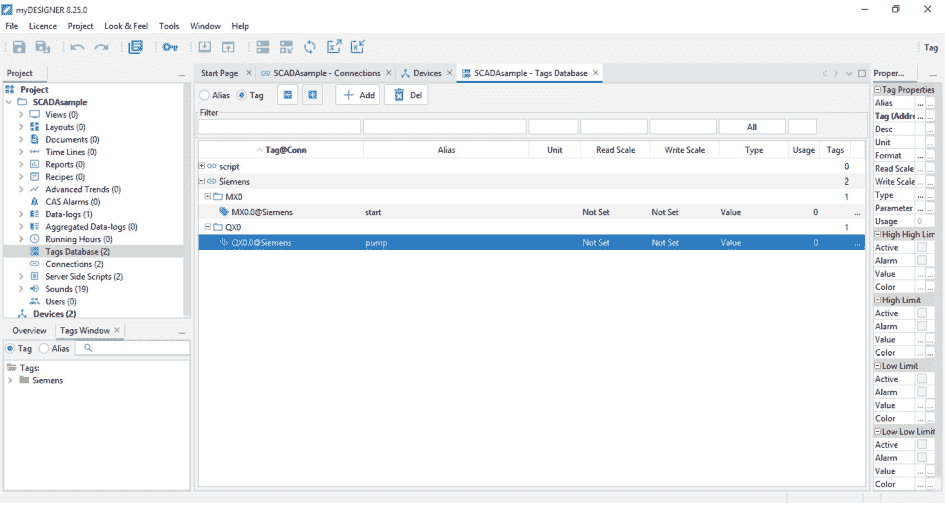 myDESIGNER 8.25.0
File Licence Project Look & Feel Tools Window Help
Tag
Project
Project
SCADAsample
Views (0)
Layouts (0)
Documents (0)
Time Lines (0)
Reports (0)
Recipes (0)
Advanced Trends (0)
CAS Alarms (0)
Data-logs (1)
Aggregated Data-logs (0)
Running Hours (0)
Tags Database (2)
Connections (2)
Server Side Scripts (2)
Sounds (19)
Users (0)
Devices (2)
Overview Tags Window
Tag Alias
Tags:
Siemens
Start Page SCADAsample - Connections Devices SCADAsample - Tags Database
Alias Tag Add Del
Filter
All
Tag@Conn Alias Unit Read Scale Write Scale Type Usage Tags
script 0
Siemens 2
MX0 1
MX0.0@Siemens start Not Set Not Set Value 0 ...
QX0 1
QX0.0@Siemens pump Not Set Not Set Value 0 ...
Proper...
Tag Properties
Alias ... ...
Tag (Addre ... ...
Desc ...
Unit ...
Format ... ...
Read Scale ... ...
Write Scale ... ...
Type ... ...
Parameter ... ...
Usage 0
High High Lim
Active
Alarm
Value ... ...
Color ... ...
High Limit
Active
Alarm
Value ... ...
Color ... ...
Low Limit
Active
Alarm
Value ... ...
Color ... ...
Low Low Limit
Active
Alarm
Value ... ...
Color ... ...